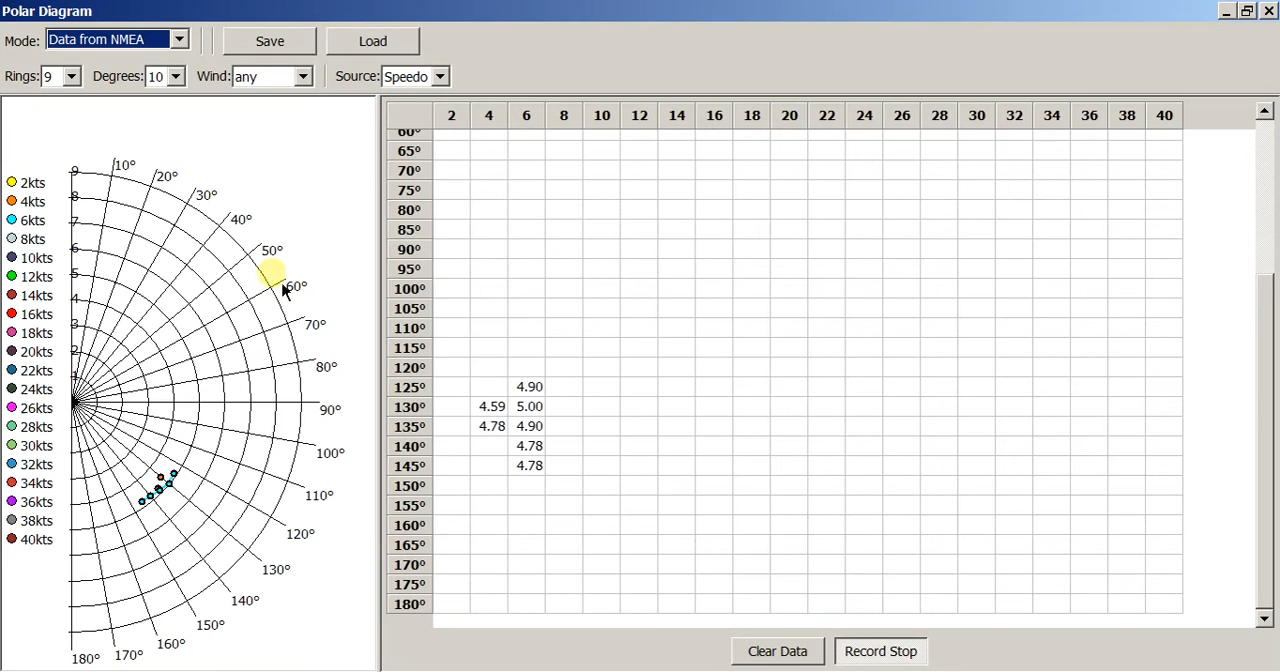 Polar Diagram
Mode: Data from NMEA Save Load
Rings: 9 Degrees: 10 Wind: any Source: Speedo
10°
20°
30°
40°
50°
60°
70°
80°
90°
100°
110°
120°
130°
140°
150°
160°
170°
180°
9
8
7
6
5
4
3
2
1
2kts
4kts
6kts
8kts
10kts
12kts
14kts
16kts
18kts
20kts
22kts
24kts
26kts
28kts
30kts
32kts
34kts
36kts
38kts
40kts
2 4 6 8 10 12 14 16 18 20 22 24 26 28 30 32 34 36 38 40
60°
65°
70°
75°
80°
85°
90°
95°
100°
105°
110°
115°
120°
125° 4.90
130° 4.59 5.00
135° 4.78 4.90
140° 4.78
145° 4.78
150°
155°
160°
165°
170°
175°
180°
Clear Data Record Stop